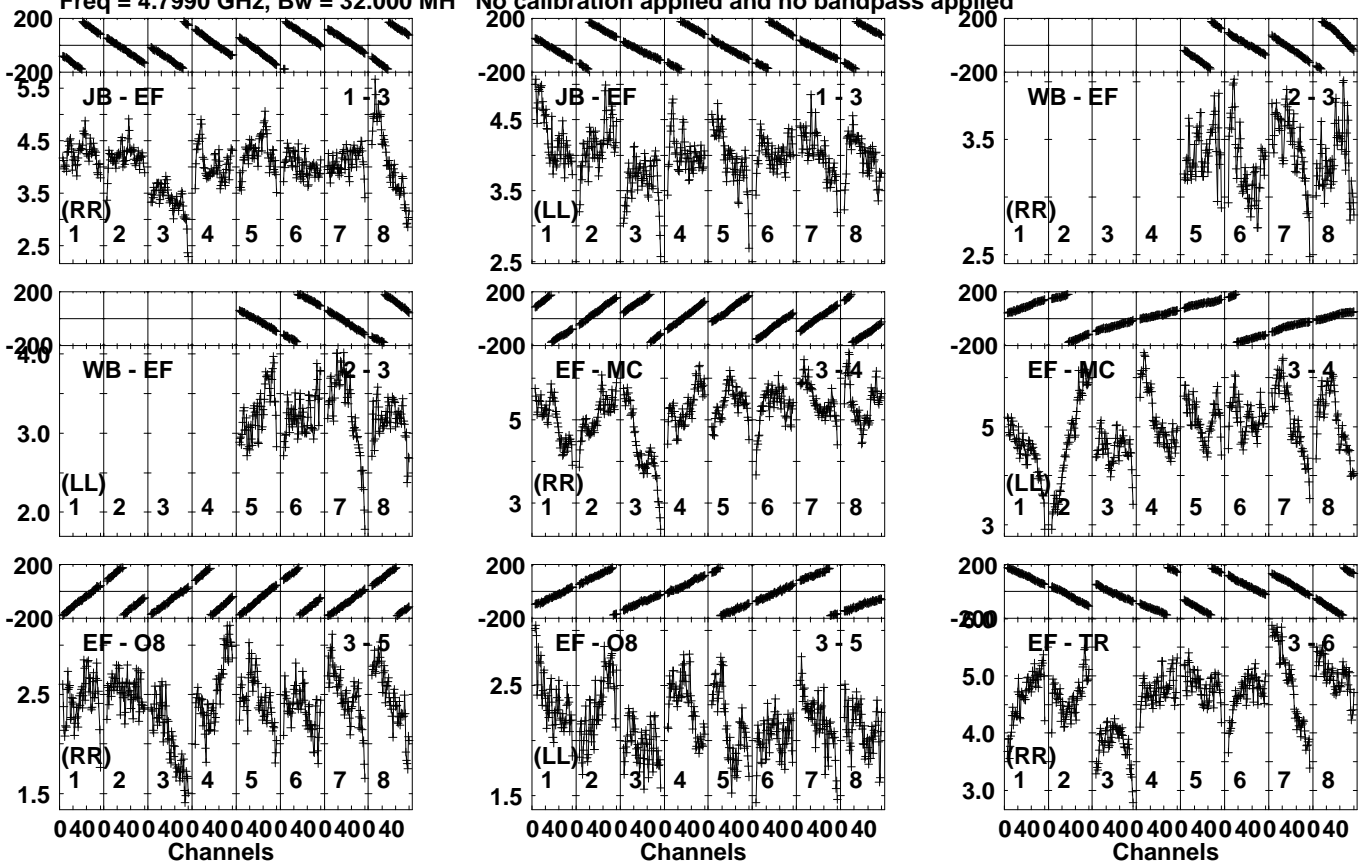 Freq = 4.7990 GHz, Bw = 32.000 MH No calibration applied and no bandpass applied
200
-200
5.5
4.5
3.5
2.5
JB - EF 1 - 3
(RR)
1 2 3 4 5 6 7 8
200
-200
4.5
3.5
2.5
JB - EF 1 - 3
(LL)
1 2 3 4 5 6 7 8
200
-200
3.5
2.5
WB - EF 2 - 3
(RR)
1 2 3 4 5 6 7 8
200
-200
4.0
3.0
2.0
WB - EF 2 - 3
(LL)
1 2 3 4 5 6 7 8
200
-200
5
3
EF - MC 3 - 4
(RR)
1 2 3 4 5 6 7 8
200
-200
5
3
EF - MC 3 - 4
(LL)
1 2 3 4 5 6 7 8
200
-200
2.5
1.5
EF - O8 3 - 5
(RR)
1 2 3 4 5 6 7 8
0 40 0 40 0 40 0 40 0 40 0 40 0 40 0 40
Channels
200
-200
2.5
1.5
EF - O8 3 - 5
(LL)
1 2 3 4 5 6 7 8
0 40 0 40 0 40 0 40 0 40 0 40 0 40 0 40
Channels
200
-200
6.0
5.0
4.0
3.0
EF - TR 3 - 6
(RR)
1 2 3 4 5 6 7 8
0 40 0 40 0 40 0 40 0 40 0 40 0 40 0 40
Channels